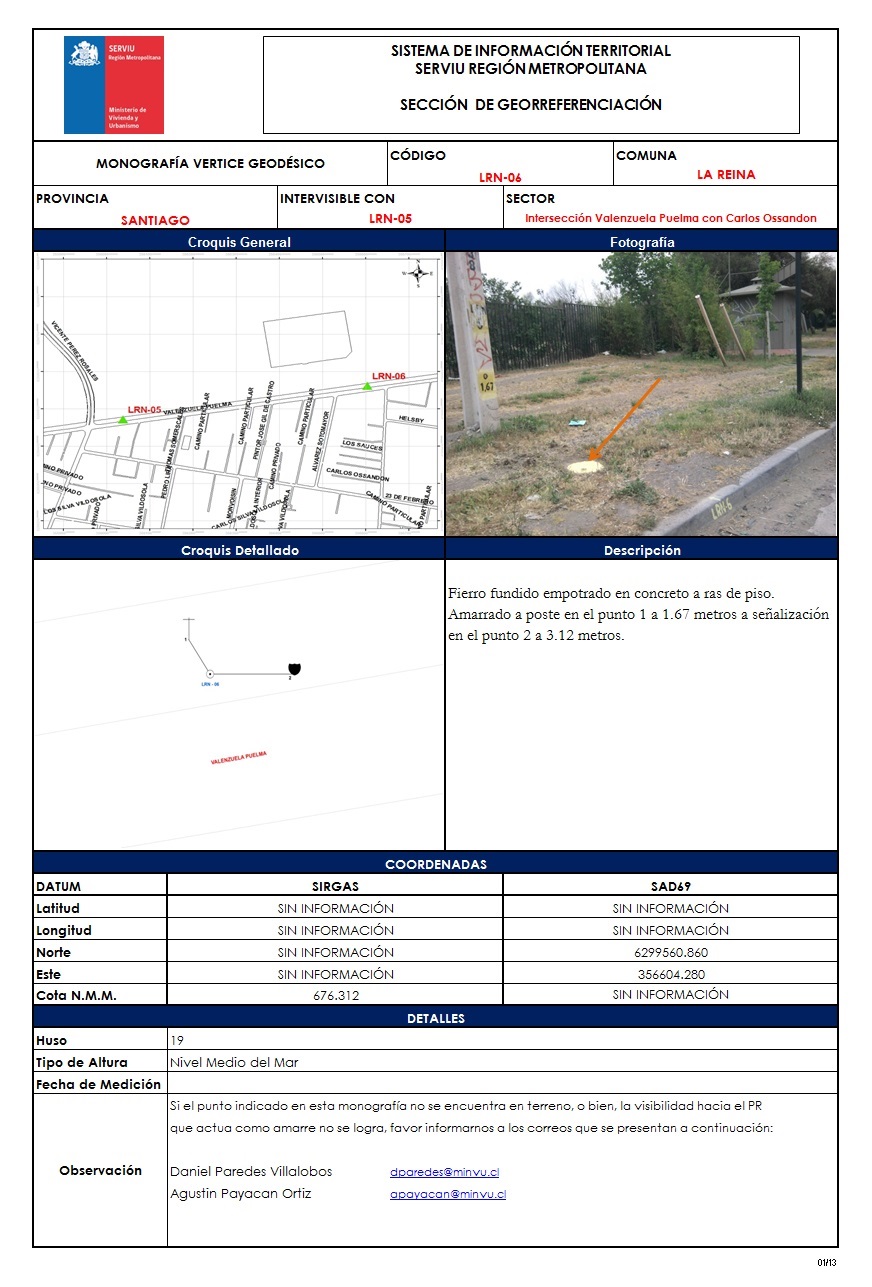 SERVIU
Región Metropolitana
Ministerio de
Vivienda y
Urbanismo
SISTEMA DE INFORMACIÓN TERRITORIAL
SERVIU REGIÓN METROPOLITANA
SECCIÓN DE GEORREFERENCIACIÓN
MONOGRAFÍA VERTICE GEODÉSICO
CÓDIGO
LRN-06
COMUNA
LA REINA
PROVINCIA
SANTIAGO
INTERVISIBLE CON
LRN-05
SECTOR
Intersección Valenzuela Puelma con Carlos Ossandon
Croquis General
Fotografía
N
W
E
S
VICENTE PEREZ ROSALES
LRN-05
VALENZUELA PUELMA
LRN-06
CAMINO PARTICULAR
CAMINO PARTICULAR
PINTOR JOSE GIL DE CASTRO
CAMINO PRIVADO
CAMINO PARTICULAR
ALVAREZ SOTOMAYOR
HELSBY
LOS SAUCES
CARLOS OSSANDON
23 DE FEBRERO
CAMINO PARTICULAR
CARLOS SILVA VILDOSOLA
MONVOISIN
1,67
LRN-6
Croquis Detallado
Descripción
1
LRN - 06
2
VALENZUELA PUELMA
Fierro fundido empotrado en concreto a ras de piso.
Amarrado a poste en el punto 1 a 1.67 metros a señalización
en el punto 2 a 3.12 metros.
COORDENADAS
DATUM SIRGAS SAD69
Latitud SIN INFORMACIÓN SIN INFORMACIÓN
Longitud SIN INFORMACIÓN SIN INFORMACIÓN
Norte SIN INFORMACIÓN 6299560.860
Este SIN INFORMACIÓN 356604.280
Cota N.M.M. 676.312 SIN INFORMACIÓN
DETALLES
Huso 19
Tipo de Altura Nivel Medio del Mar
Fecha de Medición
Observación
Si el punto indicado en esta monografía no se encuentra en terreno, o bien, la visibilidad hacia el PR
que actua como amarre no se logra, favor informarnos a los correos que se presentan a continuación:
Daniel Paredes Villalobos dparedes@minvu.cl
Agustin Payacan Ortiz apayacan@minvu.cl
01/13